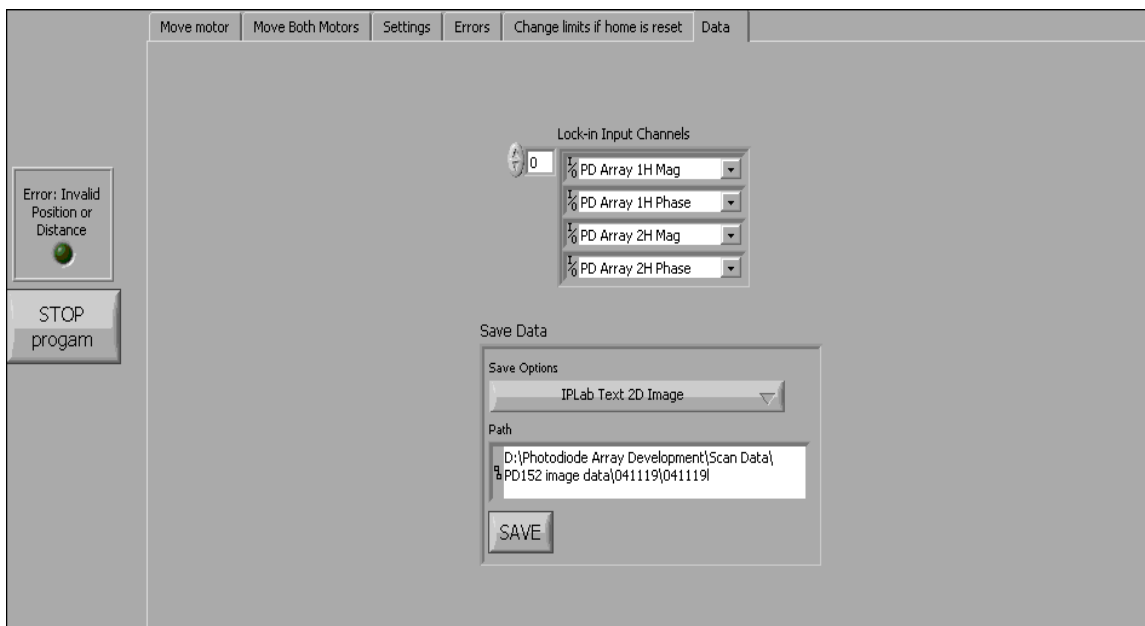 Move motor
Move Both Motors
Settings
Errors
Change limits if home is reset
Data
Error: Invalid
Position or
Distance
STOP
progam
Lock-in Input Channels
0
PD Array 1H Mag
PD Array 1H Phase
PD Array 2H Mag
PD Array 2H Phase
Save Data
Save Options
IPLab Text 2D Image
Path
D:\Photodiode Array Development\Scan Data\
PD152 image data\041119\041119l
SAVE